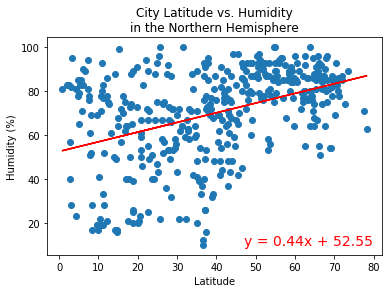 City Latitude vs. Humidity
in the Northern Hemisphere
Humidity (%)
100
80
60
40
20
y = 0.44x + 52.55
0 10 20 30 40 50 60 70 80
Latitude